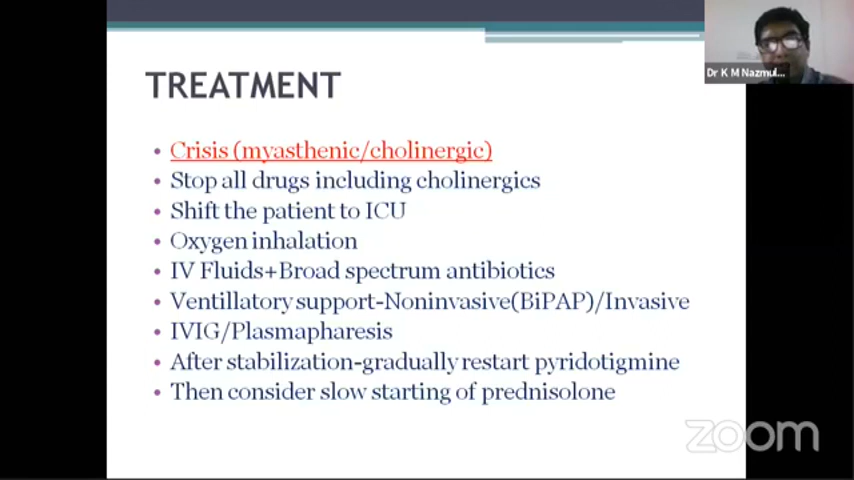 Dr K M Nazmul...
TREATMENT
Crisis (myasthenic/cholinergic)
Stop all drugs including cholinergics
Shift the patient to ICU
Oxygen inhalation
IV Fluids+Broad spectrum antibiotics
Ventillatory support-Noninvasive(BiPAP)/Invasive
IVIG/Plasmapharesis
After stabilization-gradually restart pyridotigmine
Then consider slow starting of prednisolone
zoom